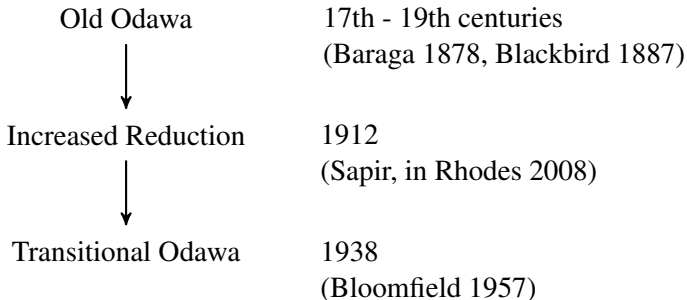 Old Odawa 17th - 19th centuries
(Baraga 1878, Blackbird 1887)
Increased Reduction 1912
(Sapir, in Rhodes 2008)
Transitional Odawa 1938
(Bloomfield 1957)